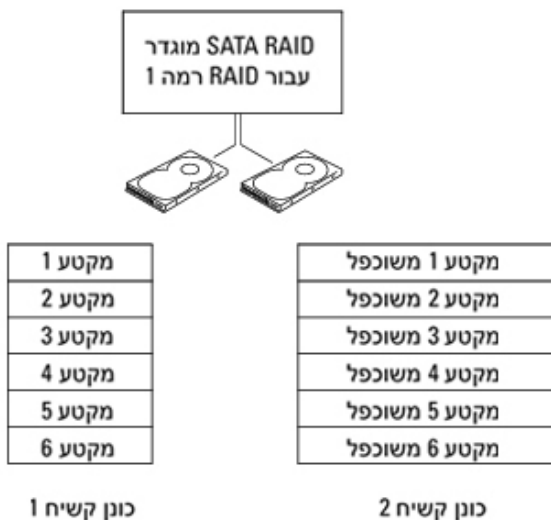 SATA RAID מוגדר
עבור RAID רמה 1
מקטע 1
מקטע 2
מקטע 3
מקטע 4
מקטע 5
מקטע 6
כונן קשיח 1
מקטע 1 משוכפל
מקטע 2 משוכפל
מקטע 3 משוכפל
מקטע 4 משוכפל
מקטע 5 משוכפל
מקטע 6 משוכפל
כונן קשיח 2